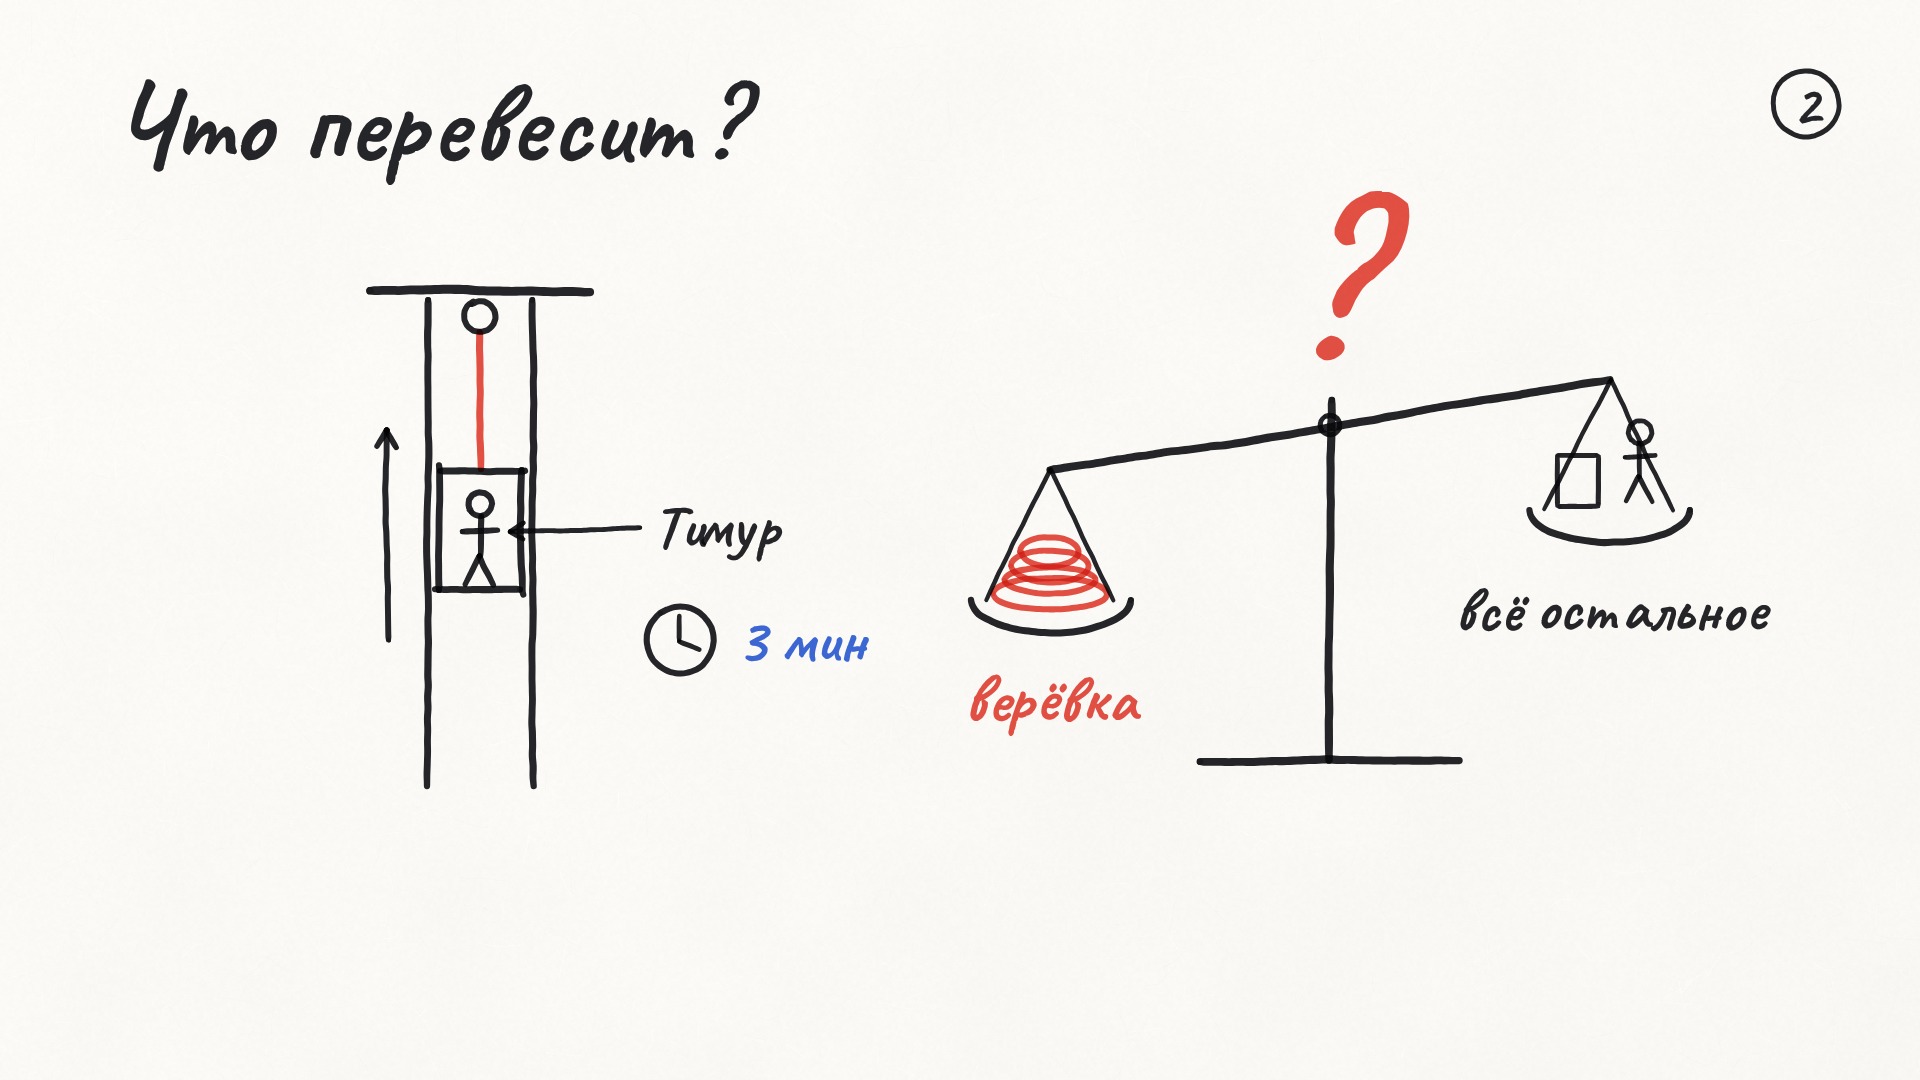 Что перевесит?
2
?
Тимур
3 мин
всё остальное
верёвка